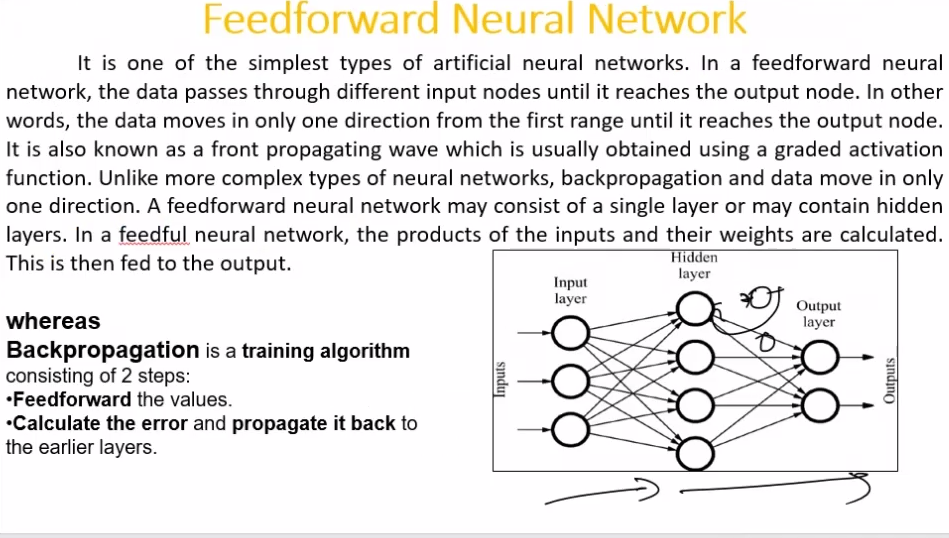 Feedforward Neural Network
It is one of the simplest types of artificial neural networks. In a feedforward neural
network, the data passes through different input nodes until it reaches the output node. In other
words, the data moves in only one direction from the first range until it reaches the output node.
It is also known as a front propagating wave which is usually obtained using a graded activation
function. Unlike more complex types of neural networks, backpropagation and data move in only
one direction. A feedforward neural network may consist of a single layer or may contain hidden
layers. In a feedful neural network, the products of the inputs and their weights are calculated.
This is then fed to the output.
whereas
Backpropagation is a training algorithm
consisting of 2 steps:
•Feedforward the values.
•Calculate the error and propagate it back to
the earlier layers.
Inputs
Input
layer
Hidden
layer
Output
layer
Outputs